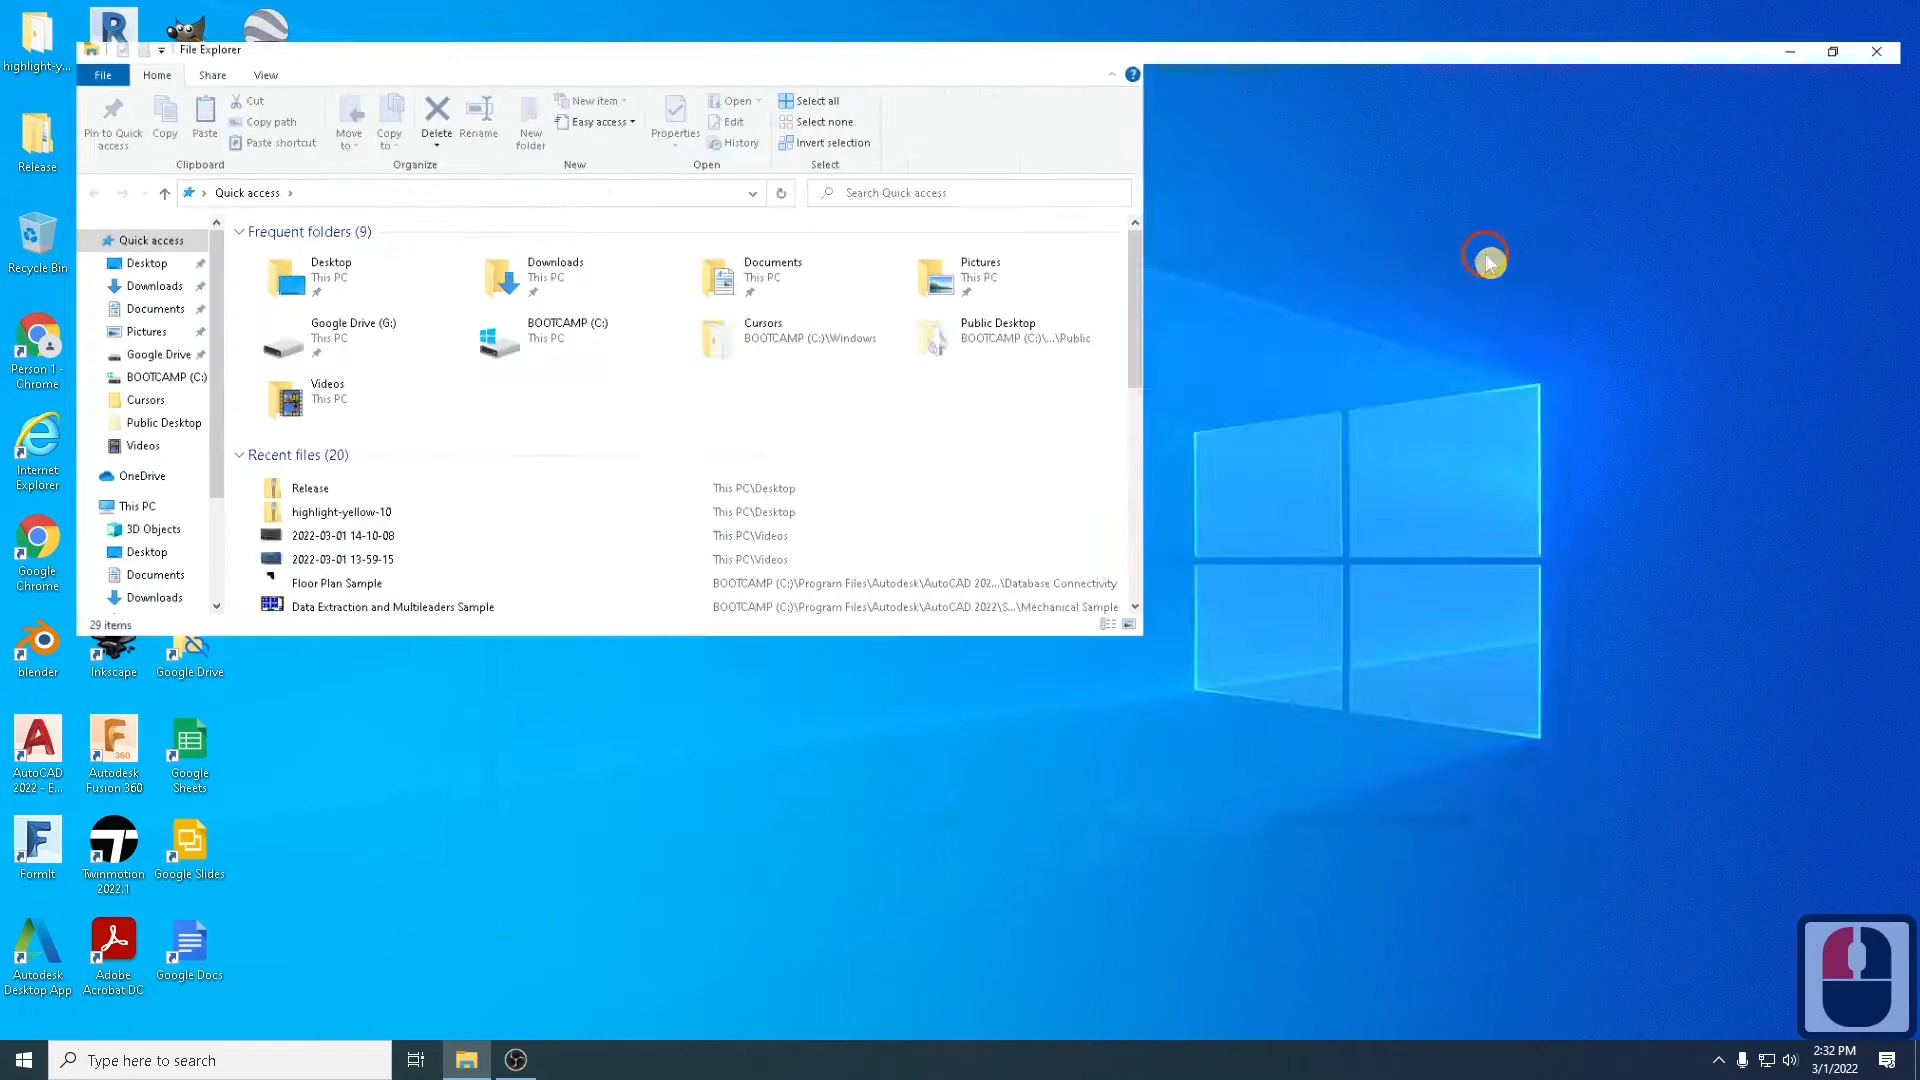 highlight-y...
Release
Recycle Bin
Person 1 -
Chrome
Internet
Explorer
Google
Chrome
blender
Inkscape
Google Drive
AutoCAD
2022 - E...
Autodesk
Fusion 360
Google
Sheets
FormIt
Twinmotion
2022.1
Google Slides
Autodesk
Desktop App
Adobe
Acrobat DC
Google Docs
File Explorer
File
Home
Share
View
Pin to Quick
access
Copy
Paste
Cut
Copy path
Paste shortcut
Clipboard
Move
to
Copy
to
Delete
Rename
Organize
New
folder
New item
Easy access
New
Properties
Open
Edit
History
Open
Select all
Select none
Invert selection
Select
Quick access
Search Quick access
Quick access
Desktop
Downloads
Documents
Pictures
Google Drive
BOOTCAMP (C:)
Cursors
Public Desktop
Videos
OneDrive
This PC
3D Objects
Desktop
Documents
Downloads
Frequent folders (9)
Desktop
This PC
Downloads
This PC
Documents
This PC
Pictures
This PC
Google Drive (G:)
This PC
BOOTCAMP (C:)
This PC
Cursors
BOOTCAMP (C:)\Windows
Public Desktop
BOOTCAMP (C:)\...\Public
Videos
This PC
Recent files (20)
Release This PC\Desktop
highlight-yellow-10 This PC\Desktop
2022-03-01 14-10-08 This PC\Videos
2022-03-01 13-59-15 This PC\Videos
Floor Plan Sample BOOTCAMP (C:)\Program Files\Autodesk\AutoCAD 202...\Database Connectivity
Data Extraction and Multileaders Sample BOOTCAMP (C:)\Program Files\Autodesk\AutoCAD 2022\S...\Mechanical Sample
29 items
Type here to search
2:32 PM
3/1/2022